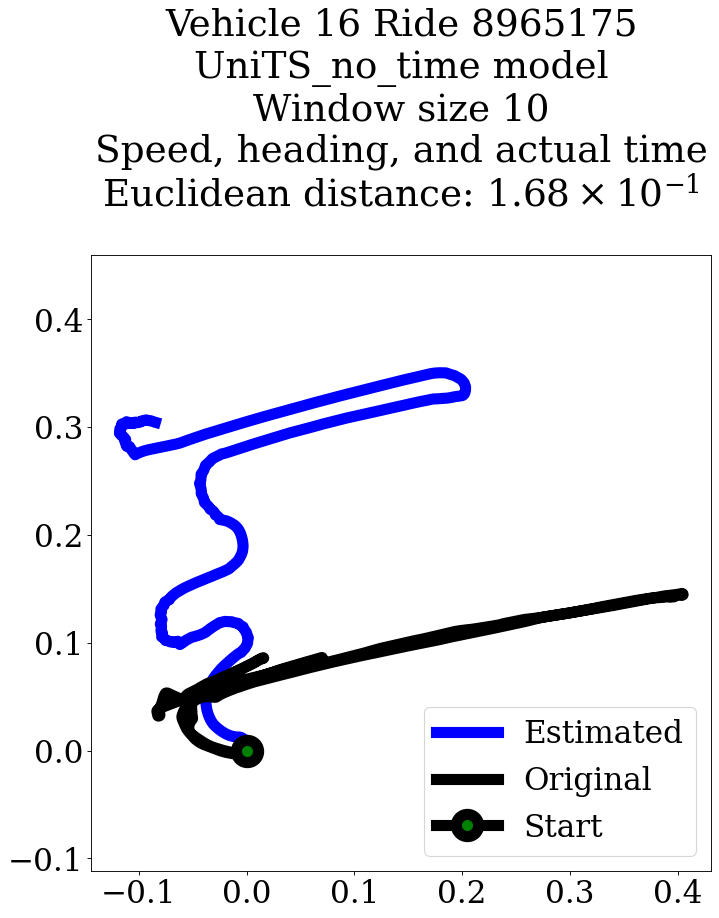 Vehicle 16 Ride 8965175
UniTS_no_time model
Window size 10
Speed, heading, and actual time
Euclidean distance: 1.68 × 10⁻¹
0.4
0.3
0.2
0.1
0.0
−0.1
Estimated
Original
Start
−0.1 0.0 0.1 0.2 0.3 0.4